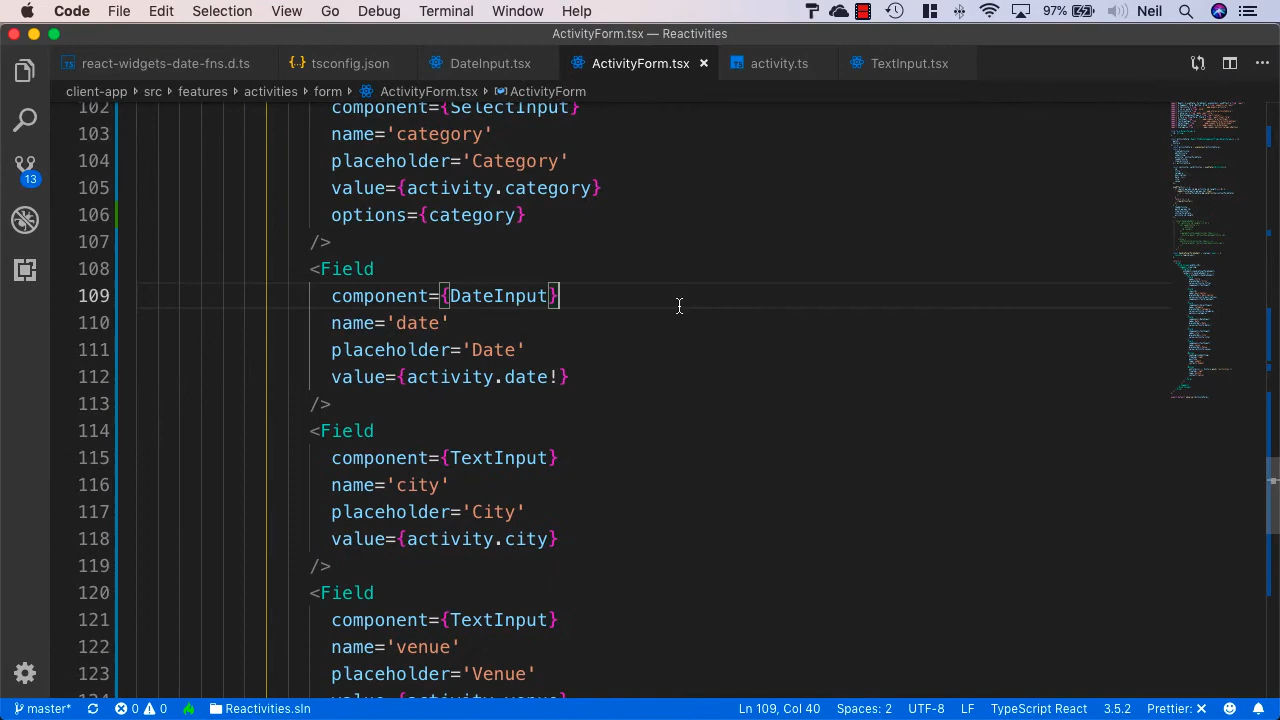 Code File Edit Selection View Go Debug Terminal Window Help 97% Neil
ActivityForm.tsx — Reactivities
react-widgets-date-fns.d.ts tsconfig.json DateInput.tsx ActivityForm.tsx activity.ts TextInput.tsx
client-app › src › features › activities › form › ActivityForm.tsx › ActivityForm
102 component={SelectInput}
103 name='category'
104 placeholder='Category'
105 value={activity.category}
106 options={category}
107 />
108 <Field
109 component={DateInput}
110 name='date'
111 placeholder='Date'
112 value={activity.date!}
113 />
114 <Field
115 component={TextInput}
116 name='city'
117 placeholder='City'
118 value={activity.city}
119 />
120 <Field
121 component={TextInput}
122 name='venue'
123 placeholder='Venue'
124 value={activity.venue}
13
master* 0 0 Reactivities.sln Ln 109, Col 40 Spaces: 2 UTF-8 LF TypeScript React 3.5.2 Prettier: ×